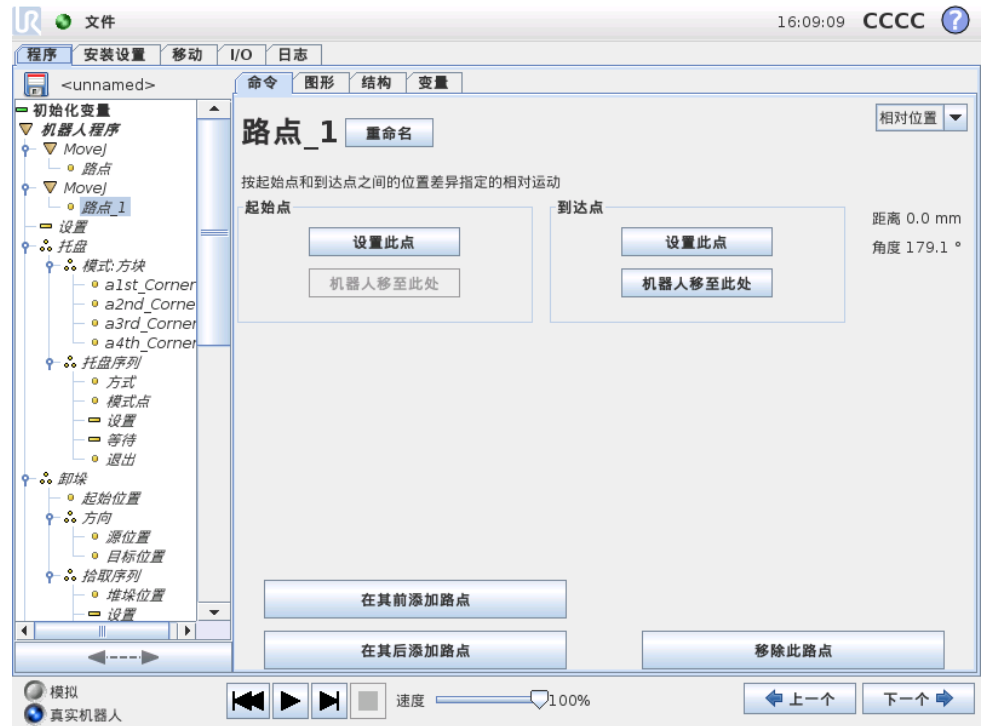 UR 文件 16:09:09 CCCC ?
程序 安装设置 移动 I/O 日志
<unnamed>
命令 图形 结构 变量
初始化变量
机器人程序
MoveJ
路点
MoveJ
路点_1
设置
托盘
模式:方块
a1st_Corner
a2nd_Corne
a3rd_Corner
a4th_Corner
托盘序列
方式
模式点
设置
等待
退出
卸垛
起始位置
方向
源位置
目标位置
拾取序列
堆垛位置
设置
路点_1 重命名
相对位置
按起始点和到达点之间的位置差异指定的相对运动
起始点
设置此点
机器人移至此处
到达点
设置此点
机器人移至此处
距离 0.0 mm
角度 179.1 °
在其前添加路点
在其后添加路点
移除此路点
模拟
真实机器人
速度 100%
上一个
下一个